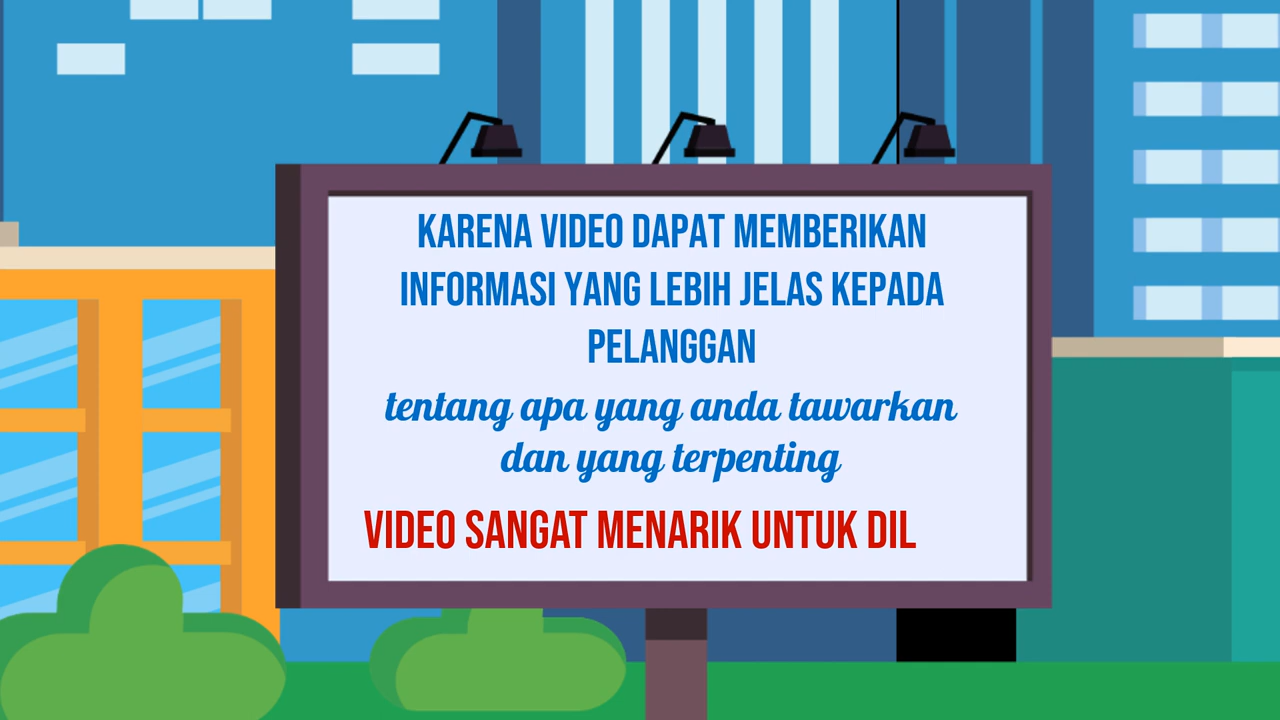 KARENA VIDEO DAPAT MEMBERIKAN
INFORMASI YANG LEBIH JELAS KEPADA
PELANGGAN
tentang apa yang anda tawarkan
dan yang terpenting
VIDEO SANGAT MENARIK UNTUK DIL